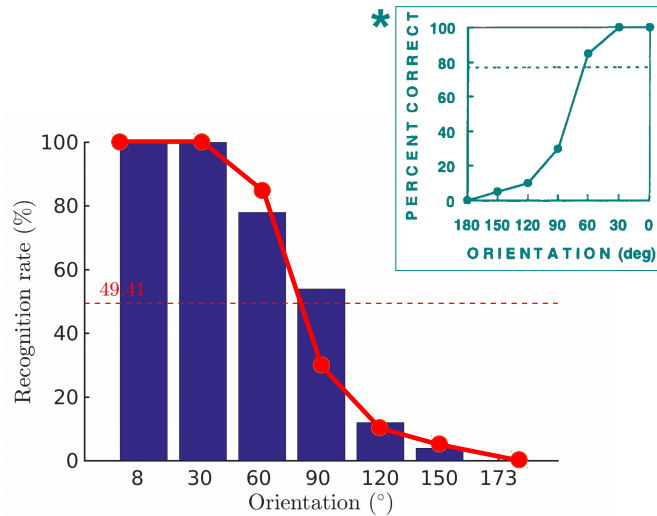 *
PERCENT CORRECT
100
80
60
40
20
0
180 150 120 90 60 30 0
ORIENTATION (deg)
Recognition rate (%)
100
80
60
49.41
40
20
0
8 30 60 90 120 150 173
Orientation (°)